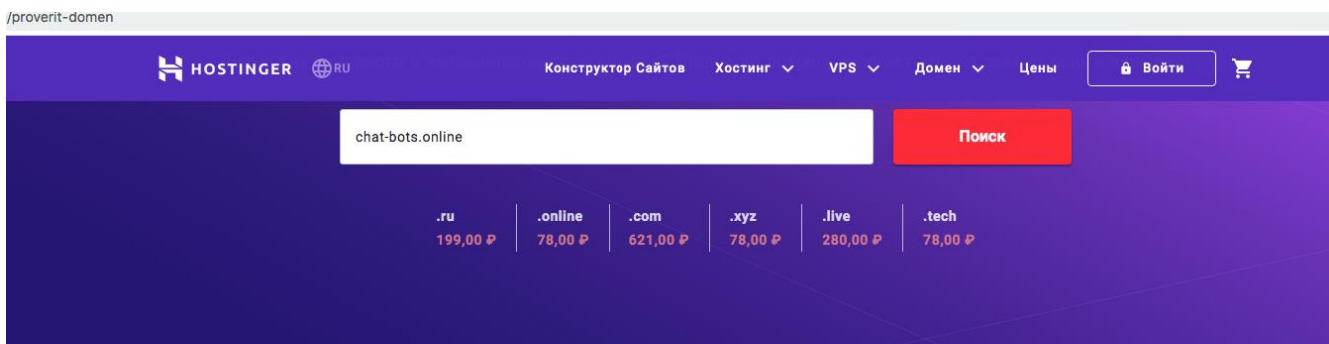 /proverit-domen
HOSTINGER RU Конструктор Сайтов Хостинг VPS Домен Цены Войти
chat-bots.online Поиск
.ru .online .com .xyz .live .tech
199,00 ₽ 78,00 ₽ 621,00 ₽ 78,00 ₽ 280,00 ₽ 78,00 ₽